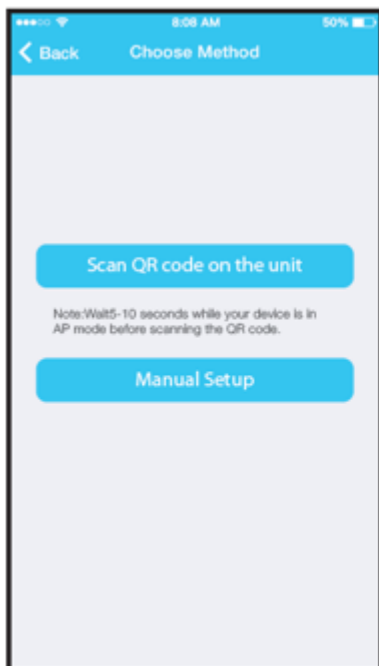 8:08 AM 50%
Back Choose Method
Scan QR code on the unit
Note:Wait5-10 seconds while your device is in
AP mode before scanning the QR code.
Manual Setup